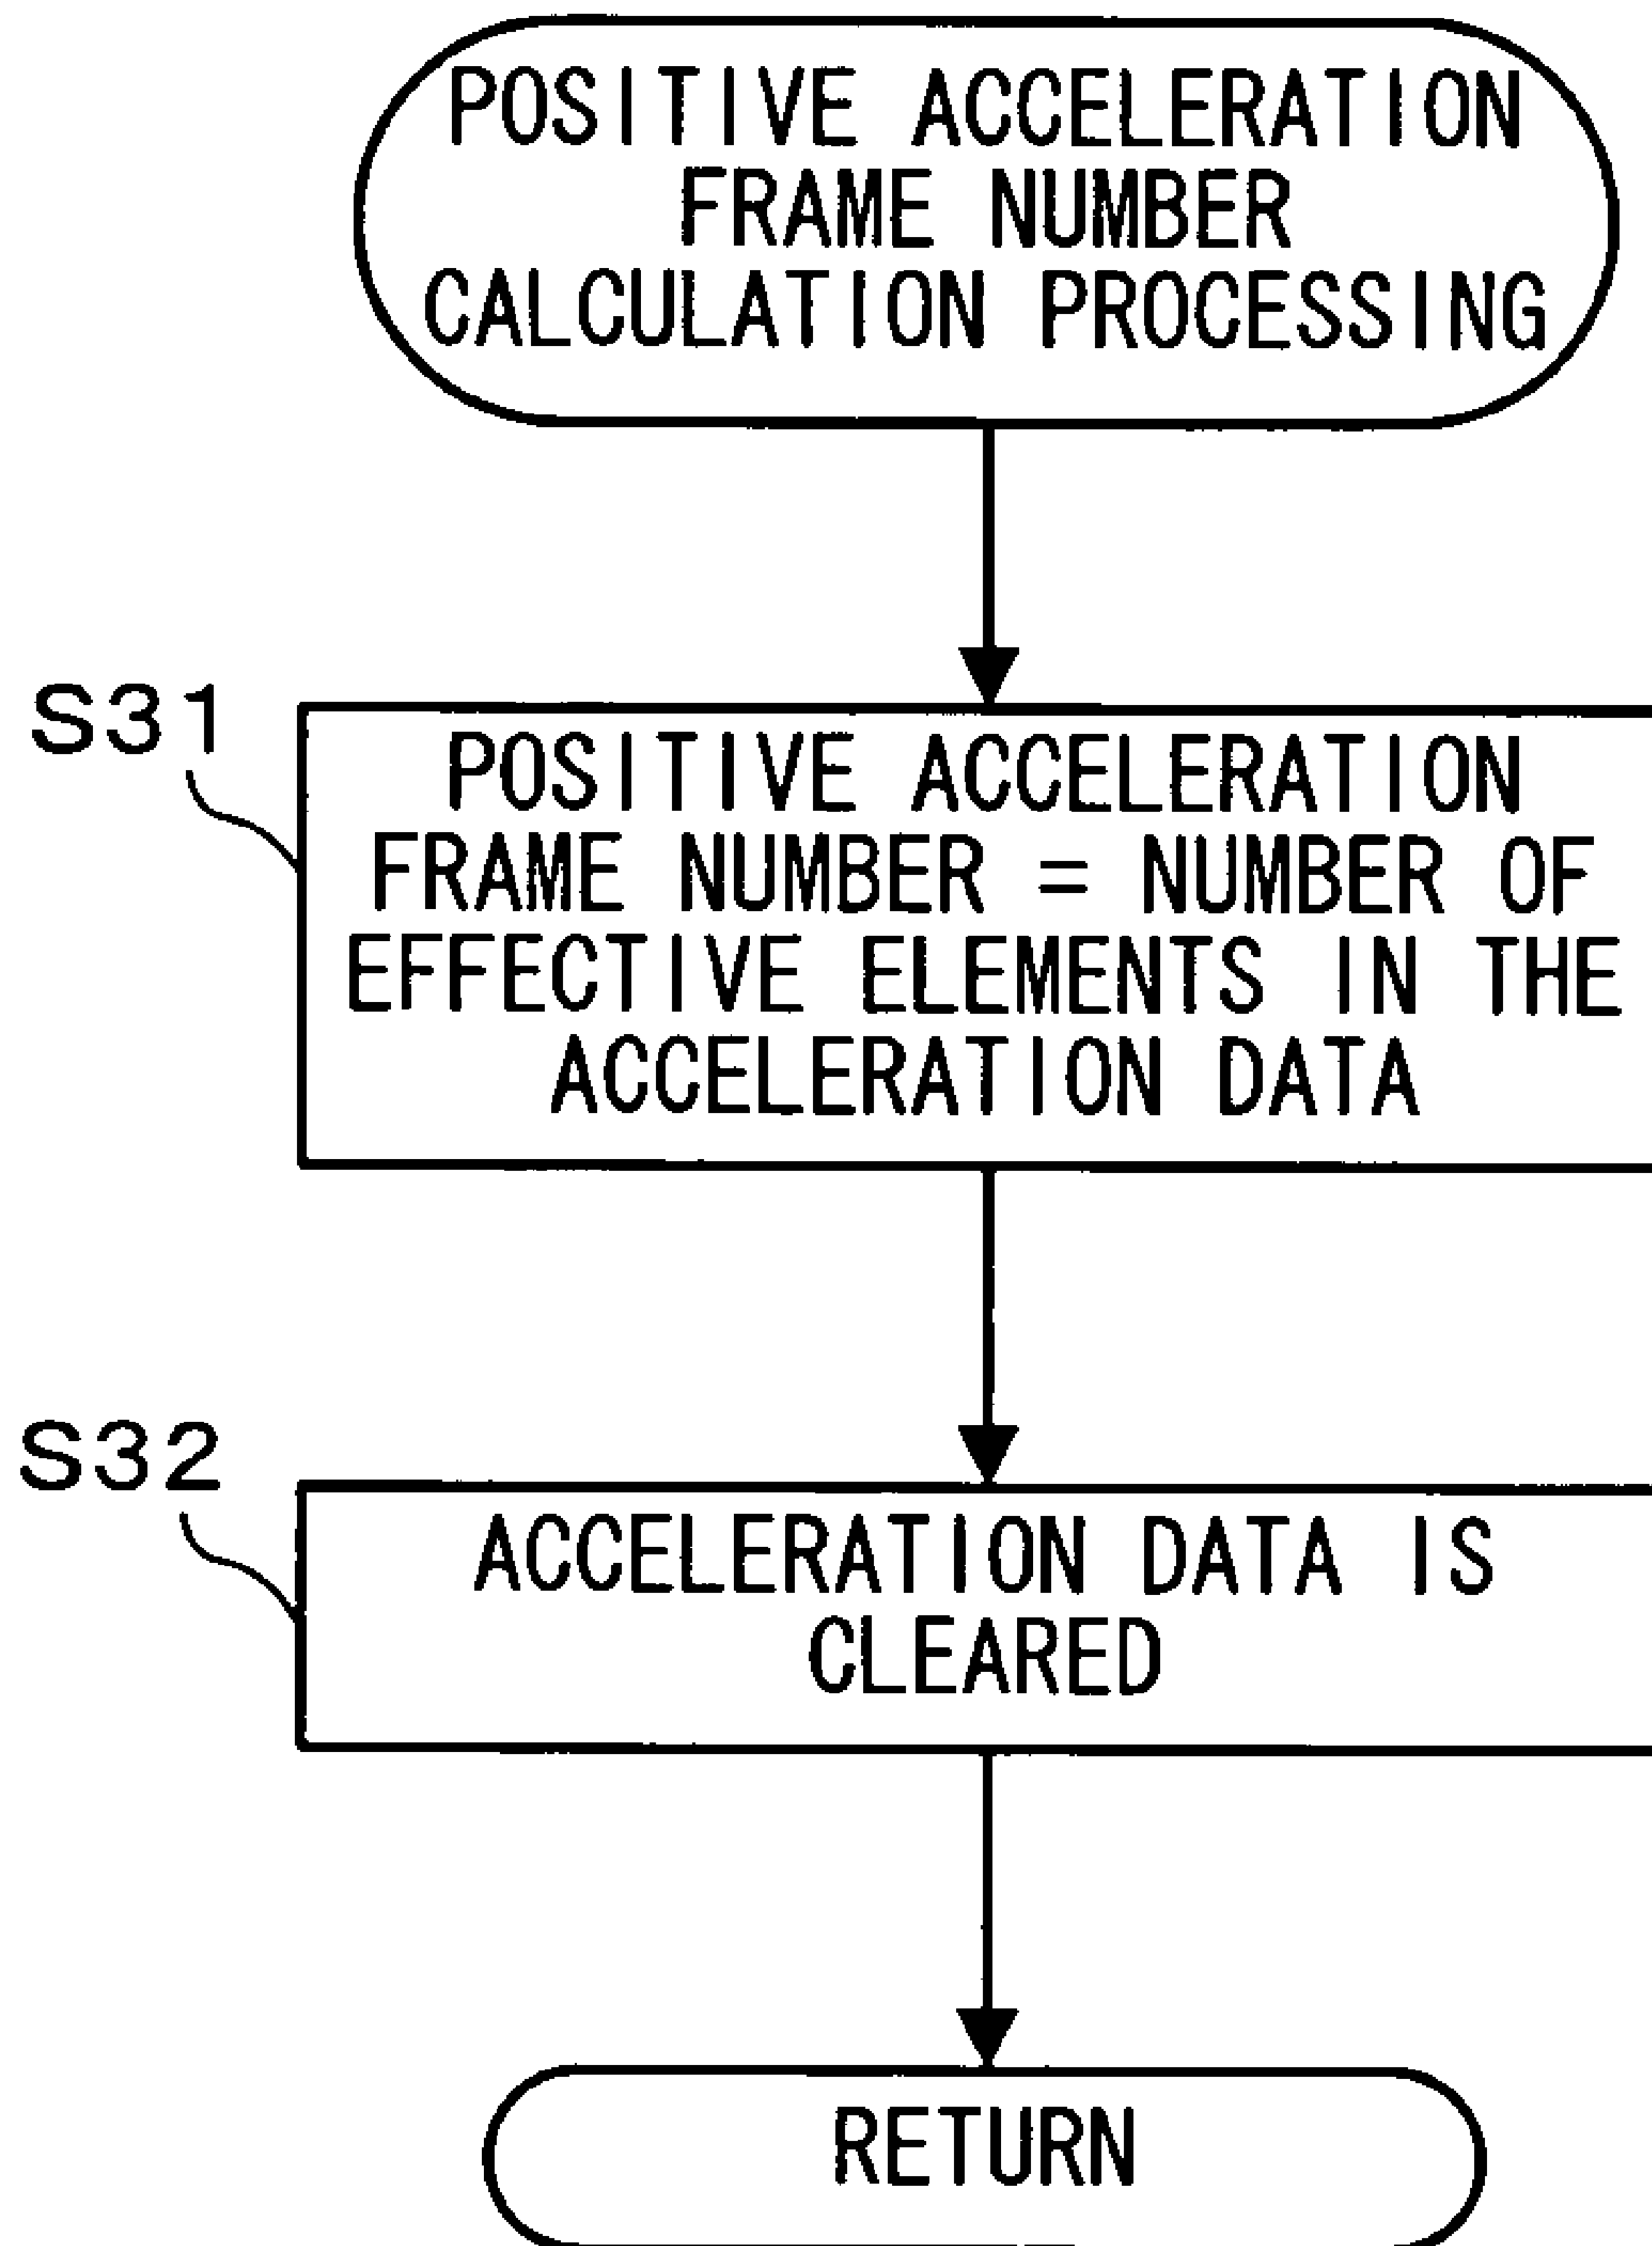 POSITIVE ACCELERATION
FRAME NUMBER
CALCULATION PROCESSING
S31
POSITIVE ACCELERATION
FRAME NUMBER = NUMBER OF
EFFECTIVE ELEMENTS IN THE
ACCELERATION DATA
S32
ACCELERATION DATA IS
CLEARED
RETURN